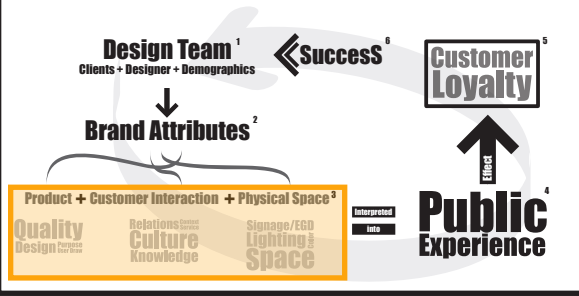 Design Team 1
Clients + Designer + Demographics
SuccesS 6
Customer 5
Loyalty
Brand Attributes 2
Effect
Product + Customer Interaction + Physical Space 3
Quality
Design Purpose
Relations
Culture
Knowledge
Signage/EGD
Lighting
Space
Interpreted
into
Public 4
Experience